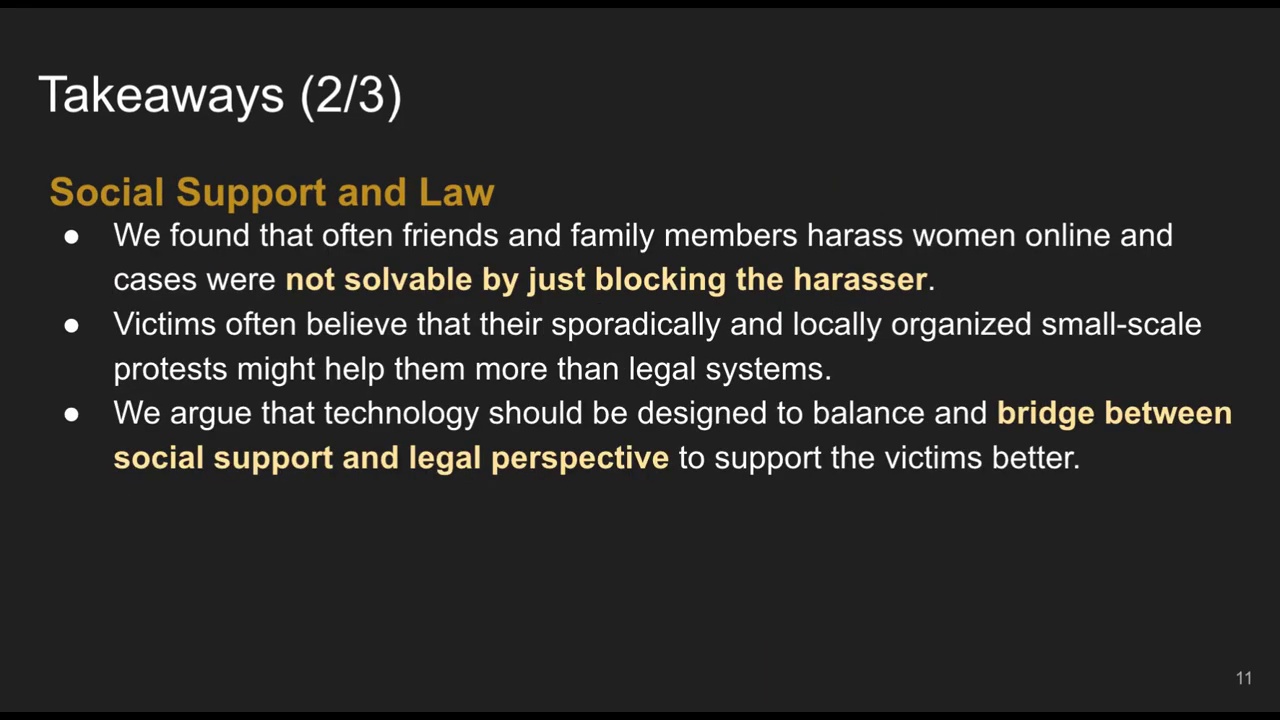 Takeaways (2/3)
Social Support and Law
● We found that often friends and family members harass women online and
cases were not solvable by just blocking the harasser.
● Victims often believe that their sporadically and locally organized small-scale
protests might help them more than legal systems.
● We argue that technology should be designed to balance and bridge between
social support and legal perspective to support the victims better.
11